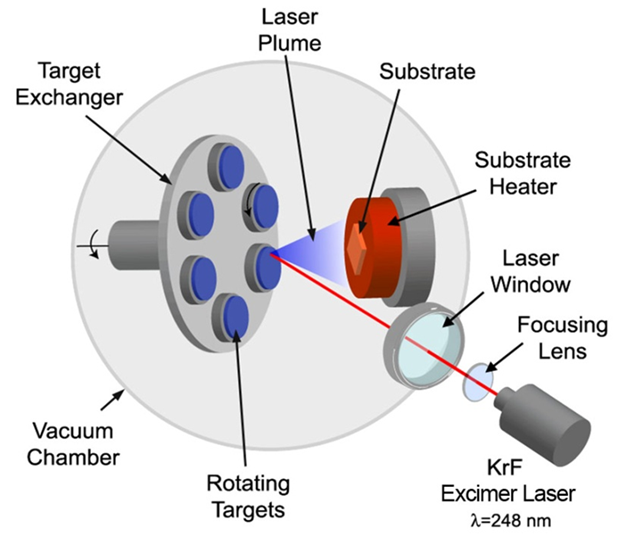 Laser
Plume
Target
Exchanger
Substrate
Substrate
Heater
Laser
Window
Focusing
Lens
Vacuum
Chamber
Rotating
Targets
KrF
Excimer Laser
λ=248 nm